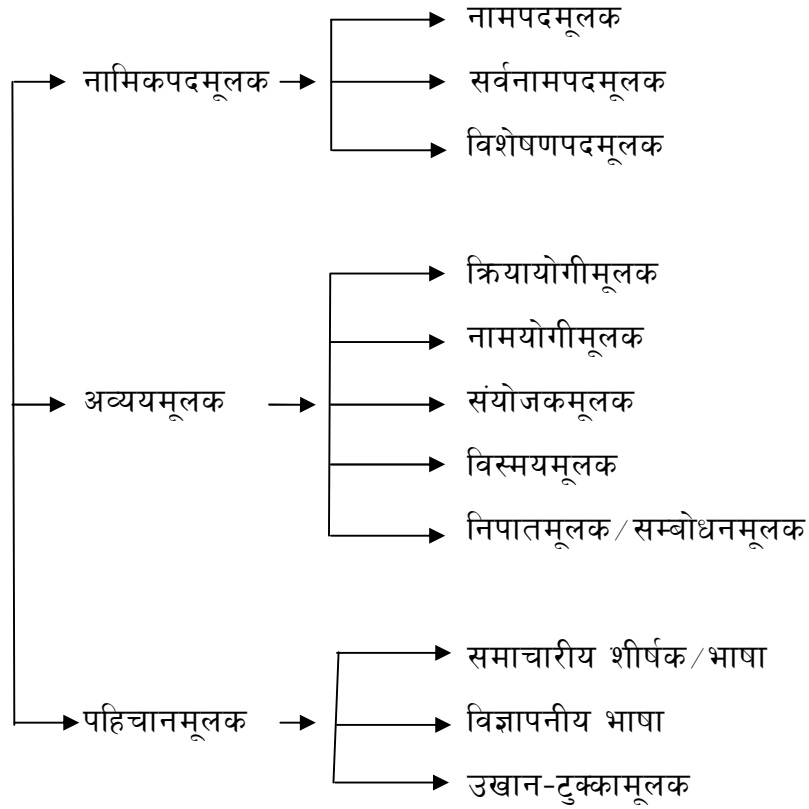 नामपदमूलक
नामिकपदमूलक
सर्वनामपदमूलक
विशेषणपदमूलक
क्रियायोगीमूलक
नामयोगीमूलक
अव्ययमूलक
संयोजकमूलक
विस्मयमूलक
निपातमूलक/सम्बोधनमूलक
समाचारीय शीर्षक/भाषा
पहिचानमूलक
विज्ञापनीय भाषा
उखान-टुक्कामूलक